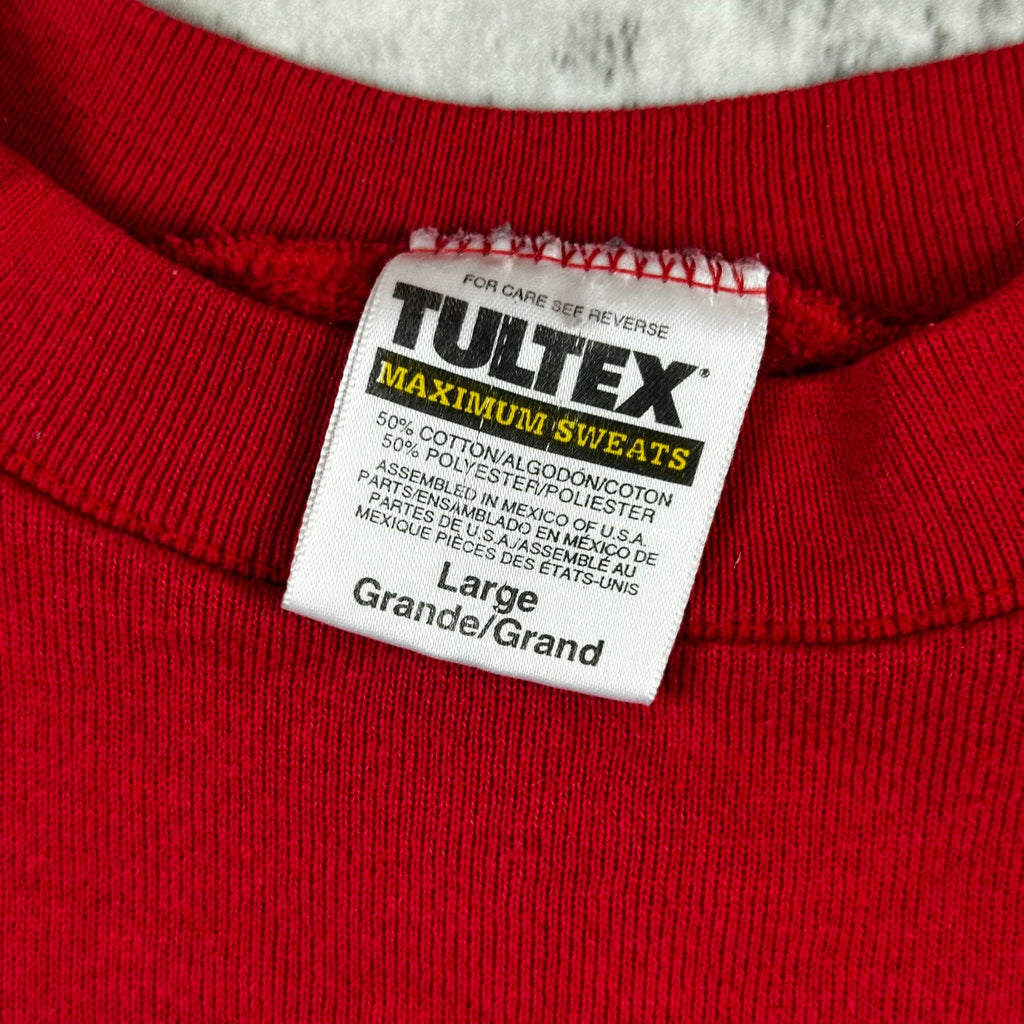 FOR CARE SEE REVERSE
TULTEX®
MAXIMUM SWEATS
50% COTTON/ALGODÓN/COTON
50% POLYESTER/POLIESTER
ASSEMBLED IN MEXICO OF U.S.A.
PARTS/ENSAMBLADO EN MÉXICO DE
PARTES DE U.S.A./ASSEMBLÉ AU
MEXIQUE PIÈCES DES ÉTATS-UNIS
Large
Grande/Grand